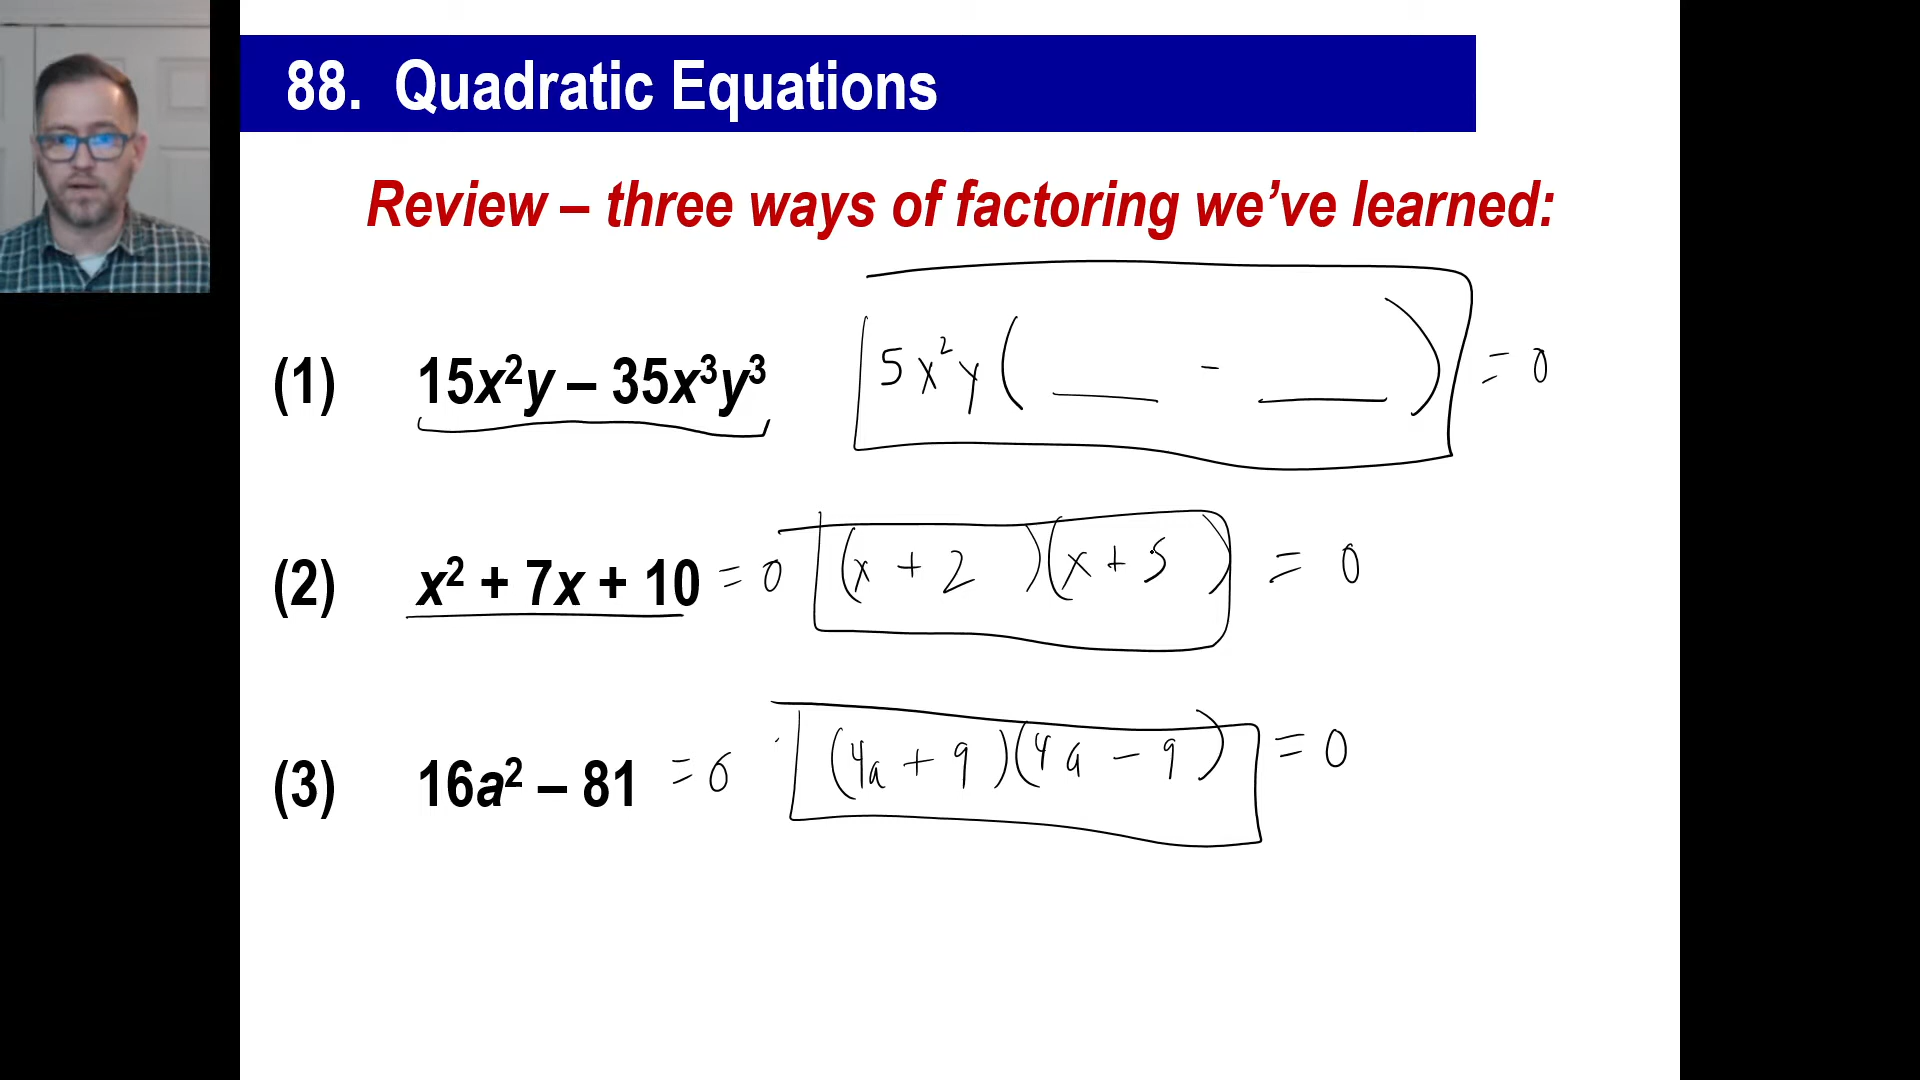 88. Quadratic Equations
Review – three ways of factoring we've learned:
(1) 15x²y – 35x³y³ 5x²y( ___ - ___ ) = 0
(2) x² + 7x + 10 = 0 (x + 2 )(x + 5 ) = 0
(3) 16a² – 81 = 0 (4a + 9)(4a - 9) = 0